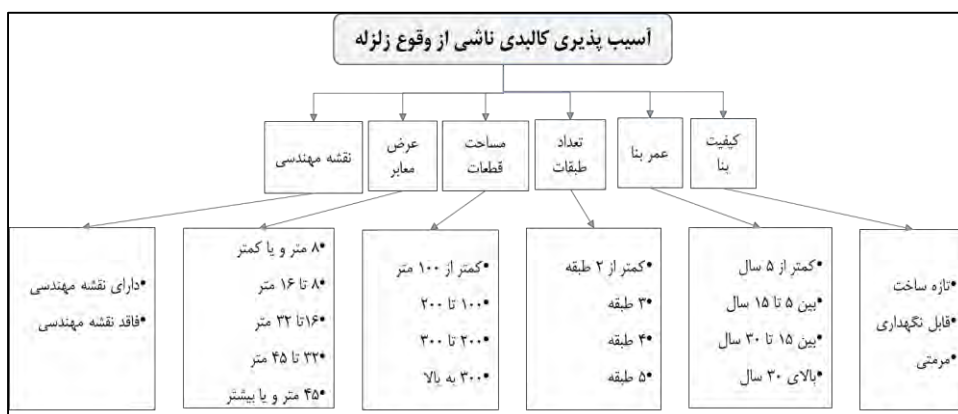 آسیب پذیری کالبدی ناشی از وقوع زلزله
کیفیت
بنا
عمر بنا
تعداد
طبقات
مساحت
قطعات
عرض
معابر
نقشه مهندسی
•تازه ساخت
•قابل نگهداری
•مرمتی
•کمتر از ۵ سال
•بین ۵ تا ۱۵ سال
•بین ۱۵ تا ۳۰ سال
•بالای ۳۰ سال
•کمتر از ۲ طبقه
•۳ طبقه
•۴ طبقه
•۵ طبقه
•کمتر از ۱۰۰ متر
•۱۰۰ تا ۲۰۰
•۲۰۰ تا ۳۰۰
•۳۰۰ به بالا
•۸ متر و یا کمتر
•۸ تا ۱۶ متر
•۱۶تا ۳۲ متر
•۳۲ تا ۴۵ متر
•۴۵ متر و یا بیشتر
•دارای نقشه مهندسی
•فاقد نقشه مهندسی